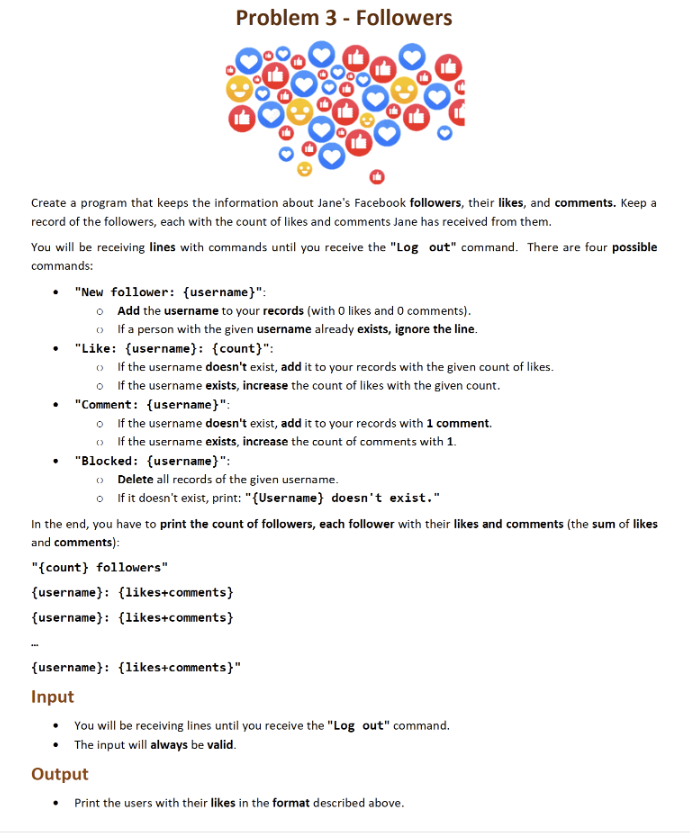 Problem 3 - Followers
Create a program that keeps the information about Jane's Facebook followers, their likes, and comments. Keep a
record of the followers, each with the count of likes and comments Jane has received from them.
You will be receiving lines with commands until you receive the "Log out" command. There are four possible
commands:
• "New follower: {username}":
o Add the username to your records (with 0 likes and 0 comments).
o If a person with the given username already exists, ignore the line.
• "Like: {username}: {count}":
o If the username doesn't exist, add it to your records with the given count of likes.
o If the username exists, increase the count of likes with the given count.
• "Comment: {username}":
o If the username doesn't exist, add it to your records with 1 comment.
o If the username exists, increase the count of comments with 1.
• "Blocked: {username}":
o Delete all records of the given username.
o If it doesn't exist, print: "{Username} doesn't exist."
In the end, you have to print the count of followers, each follower with their likes and comments (the sum of likes
and comments):
"{count} followers"
{username}: {likes+comments}
{username}: {likes+comments}
…
{username}: {likes+comments}"
Input
• You will be receiving lines until you receive the "Log out" command.
• The input will always be valid.
Output
• Print the users with their likes in the format described above.